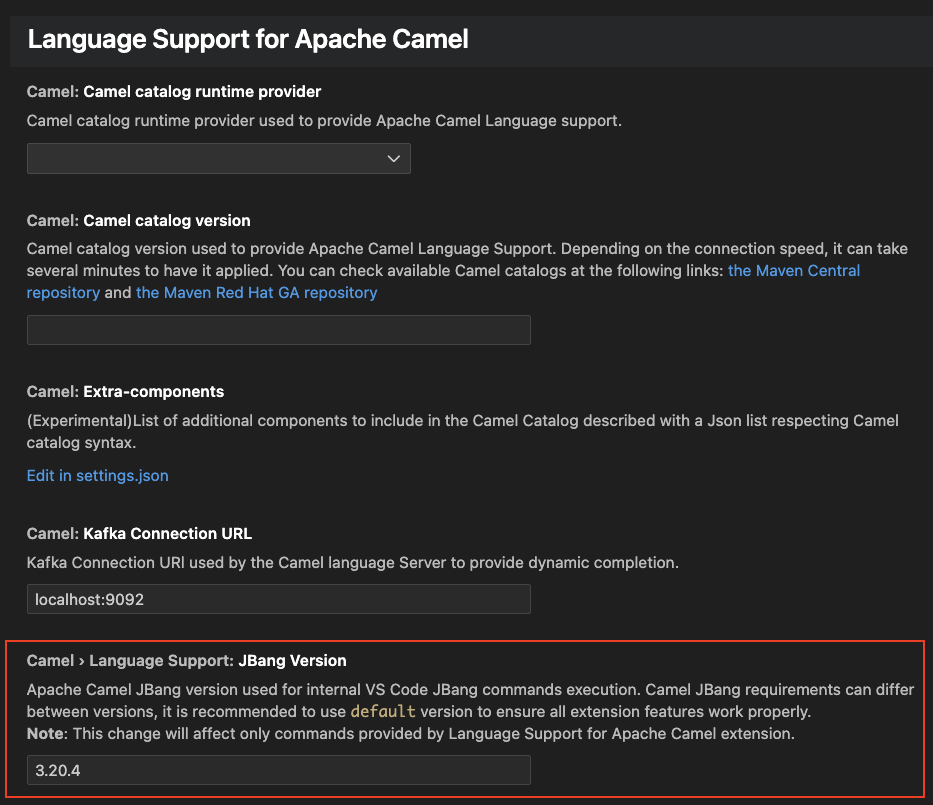 Language Support for Apache Camel
Camel: Camel catalog runtime provider
Camel catalog runtime provider used to provide Apache Camel Language support.
Camel: Camel catalog version
Camel catalog version used to provide Apache Camel Language Support. Depending on the connection speed, it can take
several minutes to have it applied. You can check available Camel catalogs at the following links: the Maven Central
repository and the Maven Red Hat GA repository
Camel: Extra-components
(Experimental)List of additional components to include in the Camel Catalog described with a Json list respecting Camel
catalog syntax.
Edit in settings.json
Camel: Kafka Connection URL
Kafka Connection URl used by the Camel language Server to provide dynamic completion.
localhost:9092
Camel › Language Support: JBang Version
Apache Camel JBang version used for internal VS Code JBang commands execution. Camel JBang requirements can differ
between versions, it is recommended to use default version to ensure all extension features work properly.
Note: This change will affect only commands provided by Language Support for Apache Camel extension.
3.20.4